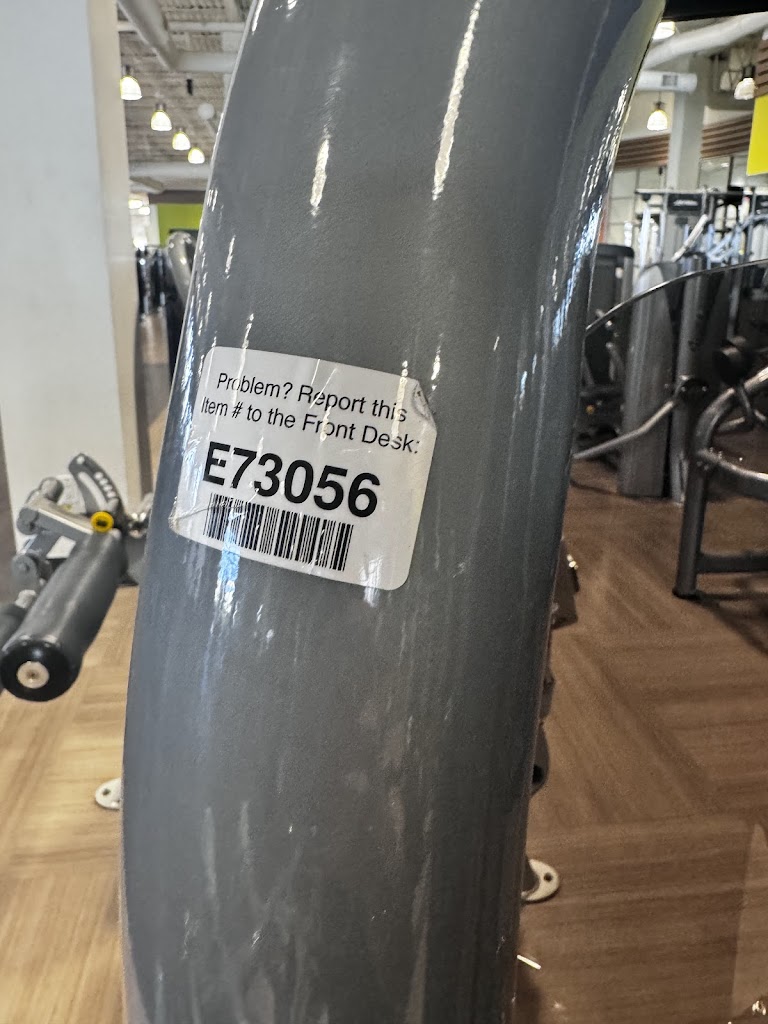 Problem? Report this
Item # to the Front Desk:
E73056